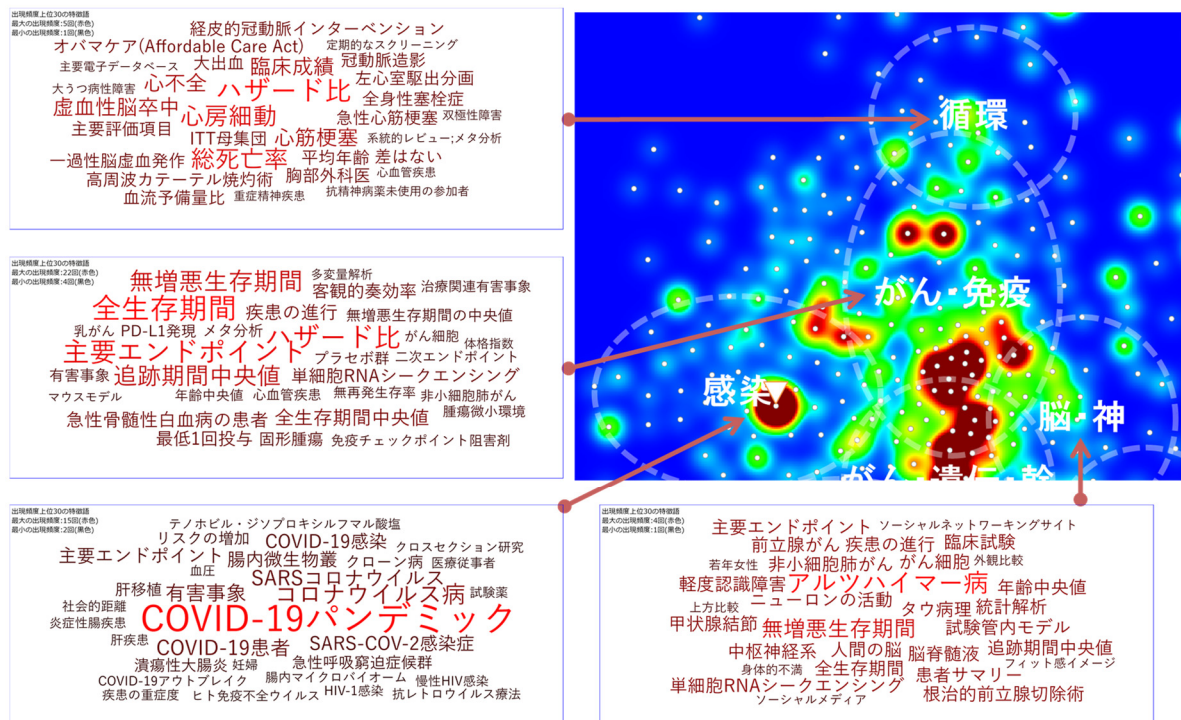 出現頻度上位30の特徴語
最大の出現頻度:5回(赤色)
最小の出現頻度:1回(黒色)
経皮的冠動脈インターベンション
オバマケア(Affordable Care Act)
定期的なスクリーニング
主要電子データベース
大出血
臨床成績
冠動脈造影
大うつ病性障害
心不全
ハザード比
左心室駆出分画
全身性塞栓症
虚血性脳卒中
心房細動
急性心筋梗塞
双極性障害
主要評価項目
ITT母集団
心筋梗塞
系統的レビュー;メタ分析
一過性脳虚血発作
総死亡率
平均年齢
差はない
高周波カテーテル焼灼術
胸部外科医
心血管疾患
血流予備量比
重症精神疾患
抗精神病薬未使用の参加者
循環
がん・免疫
感染
脳・神
がん・遺伝・幹
出現頻度上位30の特徴語
最大の出現頻度:22回(赤色)
最小の出現頻度:4回(黒色)
無増悪生存期間
多変量解析
客観的奏効率
治療関連有害事象
全生存期間
疾患の進行
無増悪生存期間の中央値
乳がん
PD-L1発現
メタ分析
ハザード比
がん細胞
体格指数
主要エンドポイント
プラセボ群
二次エンドポイント
有害事象
追跡期間中央値
単細胞RNAシークエンシング
マウスモデル
年齢中央値
心血管疾患
無再発生存率
非小細胞肺がん
急性骨髄性白血病の患者
全生存期間中央値
腫瘍微小環境
最低1回投与
固形腫瘍
免疫チェックポイント阻害剤
出現頻度上位30の特徴語
最大の出現頻度:15回(赤色)
最小の出現頻度:2回(黒色)
テノホビル・ジソプロキシルフマル酸塩
リスクの増加
COVID-19感染
クロスセクション研究
主要エンドポイント
腸内微生物叢
クローン病
医療従事者
血圧
SARSコロナウイルス
肝移植
有害事象
コロナウイルス病
試験薬
社会的距離
炎症性腸疾患
COVID-19パンデミック
肝疾患
COVID-19患者
SARS-COV-2感染症
潰瘍性大腸炎
妊婦
急性呼吸窮迫症候群
COVID-19アウトブレイク
腸内マイクロバイオーム
慢性HIV感染
疾患の重症度
ヒト免疫不全ウイルス
HIV-1感染
抗レトロウイルス療法
出現頻度上位30の特徴語
最大の出現頻度:4回(赤色)
最小の出現頻度:1回(黒色)
主要エンドポイント
ソーシャルネットワーキングサイト
前立腺がん
疾患の進行
臨床試験
若年女性
非小細胞肺がん
がん細胞
外観比較
軽度認識障害
アルツハイマー病
年齢中央値
上方比較
ニューロンの活動
タウ病理
統計解析
甲状腺結節
無増悪生存期間
試験管内モデル
中枢神経系
人間の脳
脳脊髄液
追跡期間中央値
身体的不満
全生存期間
患者サマリー
フィット感イメージ
単細胞RNAシークエンシング
根治的前立腺切除術
ソーシャルメディア